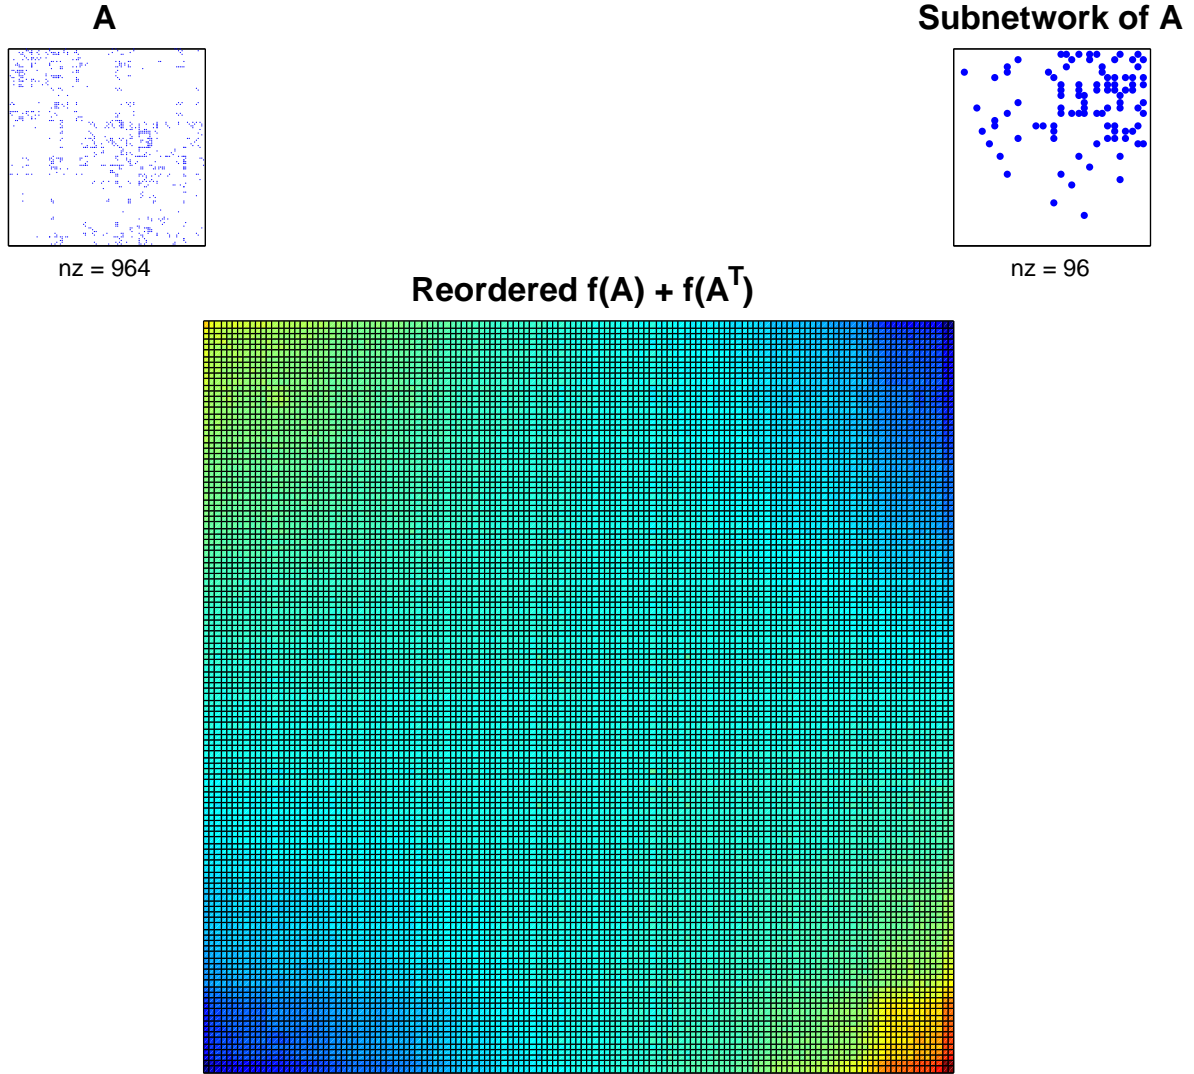 A
Subnetwork of A
nz = 964
nz = 96
Reordered f(A) + f(A^T)